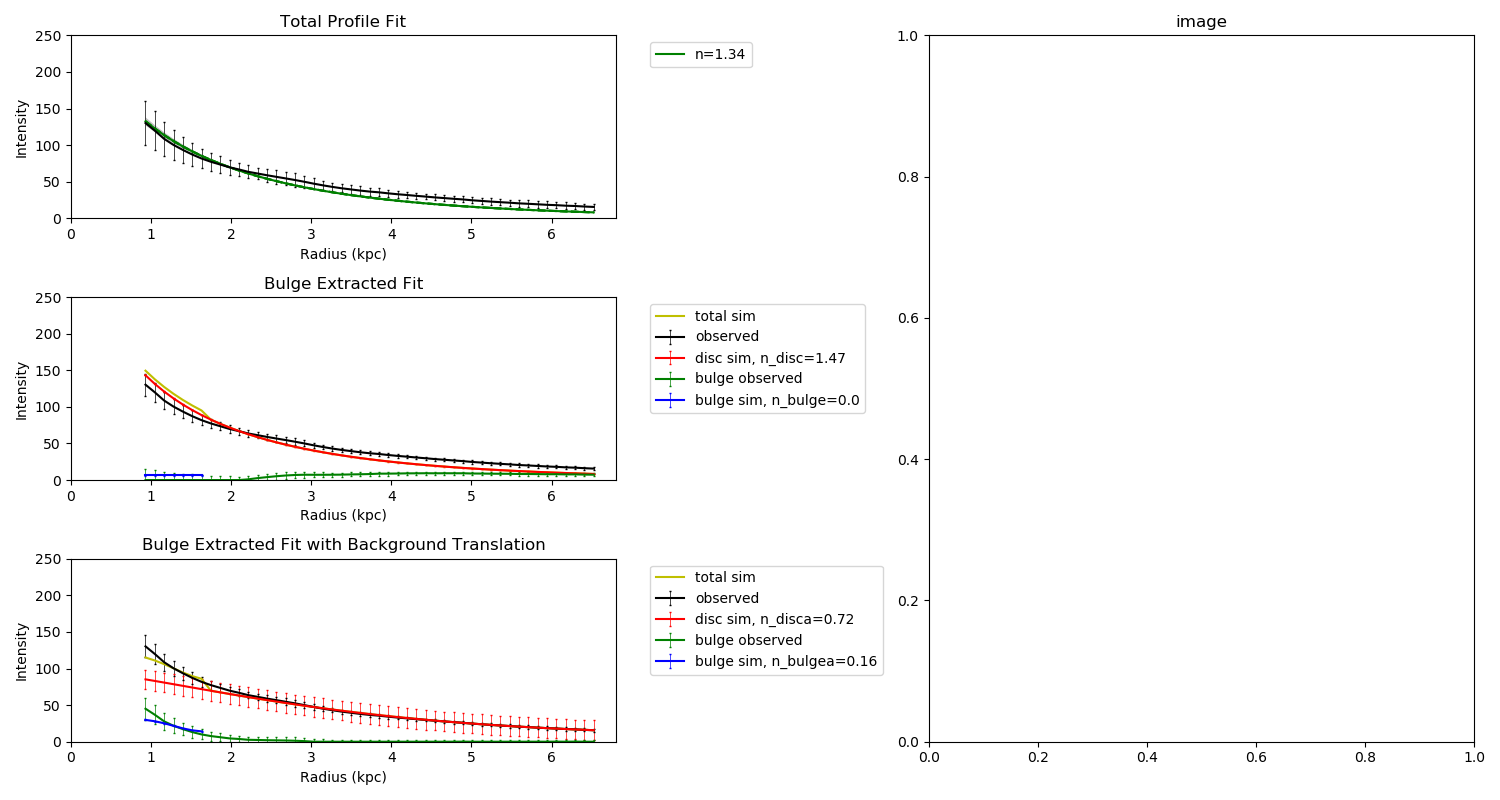 Total Profile Fit
250
200
150
100
50
0
Intensity
0 1 2 3 4 5 6
Radius (kpc)
n=1.34
Bulge Extracted Fit
250
200
150
100
50
0
Intensity
0 1 2 3 4 5 6
Radius (kpc)
total sim
observed
disc sim, n_disc=1.47
bulge observed
bulge sim, n_bulge=0.0
Bulge Extracted Fit with Background Translation
250
200
150
100
50
0
Intensity
0 1 2 3 4 5 6
Radius (kpc)
total sim
observed
disc sim, n_disca=0.72
bulge observed
bulge sim, n_bulgea=0.16
image
1.0
0.8
0.6
0.4
0.2
0.0
0.0 0.2 0.4 0.6 0.8 1.0